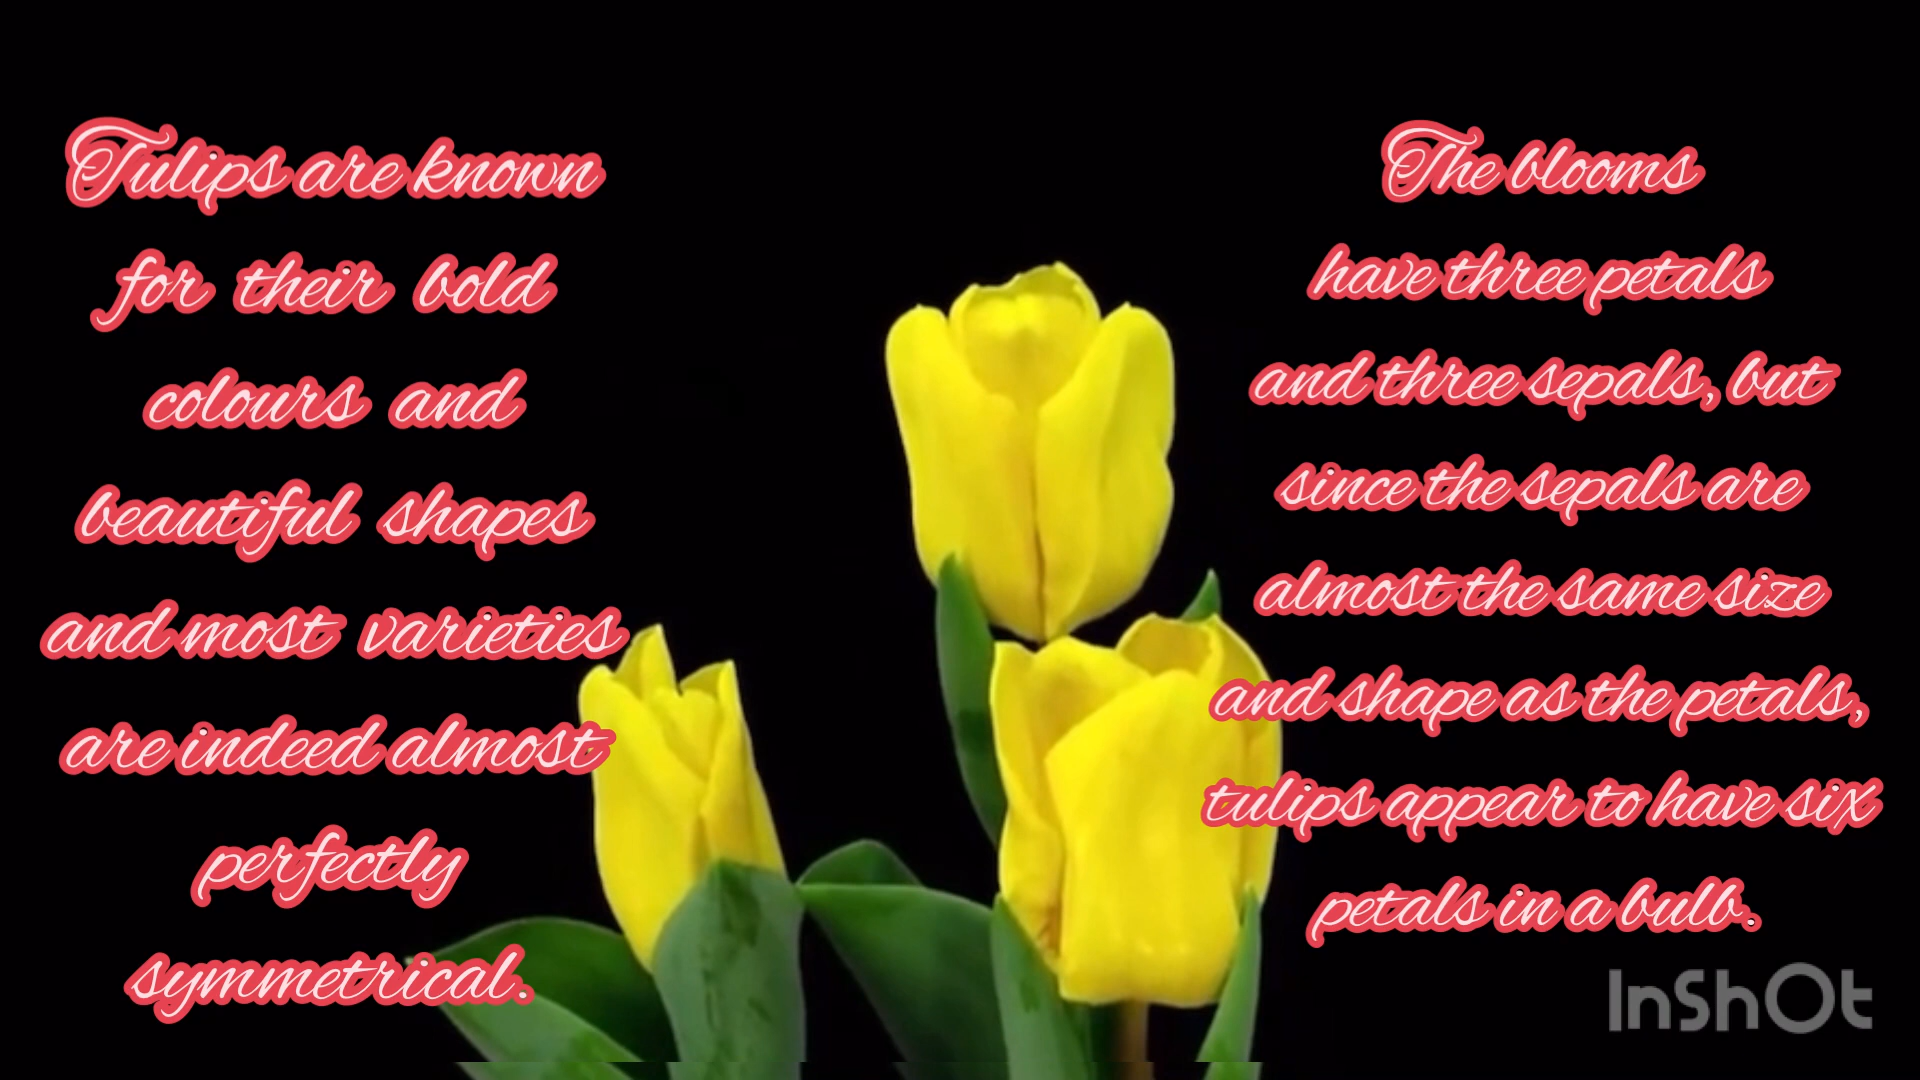 Tulips are known
for their bold
colours and
beautiful shapes
and most varieties
are indeed almost
perfectly
symmetrical.
The blooms
have three petals
and three sepals, but
since the sepals are
almost the same size
and shape as the petals,
tulips appear to have six
petals in a bulb.
InShOt